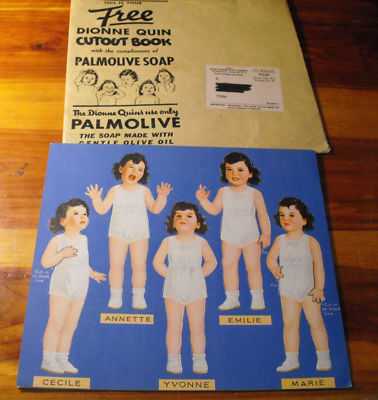 THIS IS YOUR
Free
DIONNE QUIN
CUTOUT BOOK
with the compliments of
PALMOLIVE SOAP
The Dionne Quins use only
PALMOLIVE
THE SOAP MADE WITH
GENTLE OLIVE OIL
ANNETTE
EMILIE
CECILE
YVONNE
MARIE